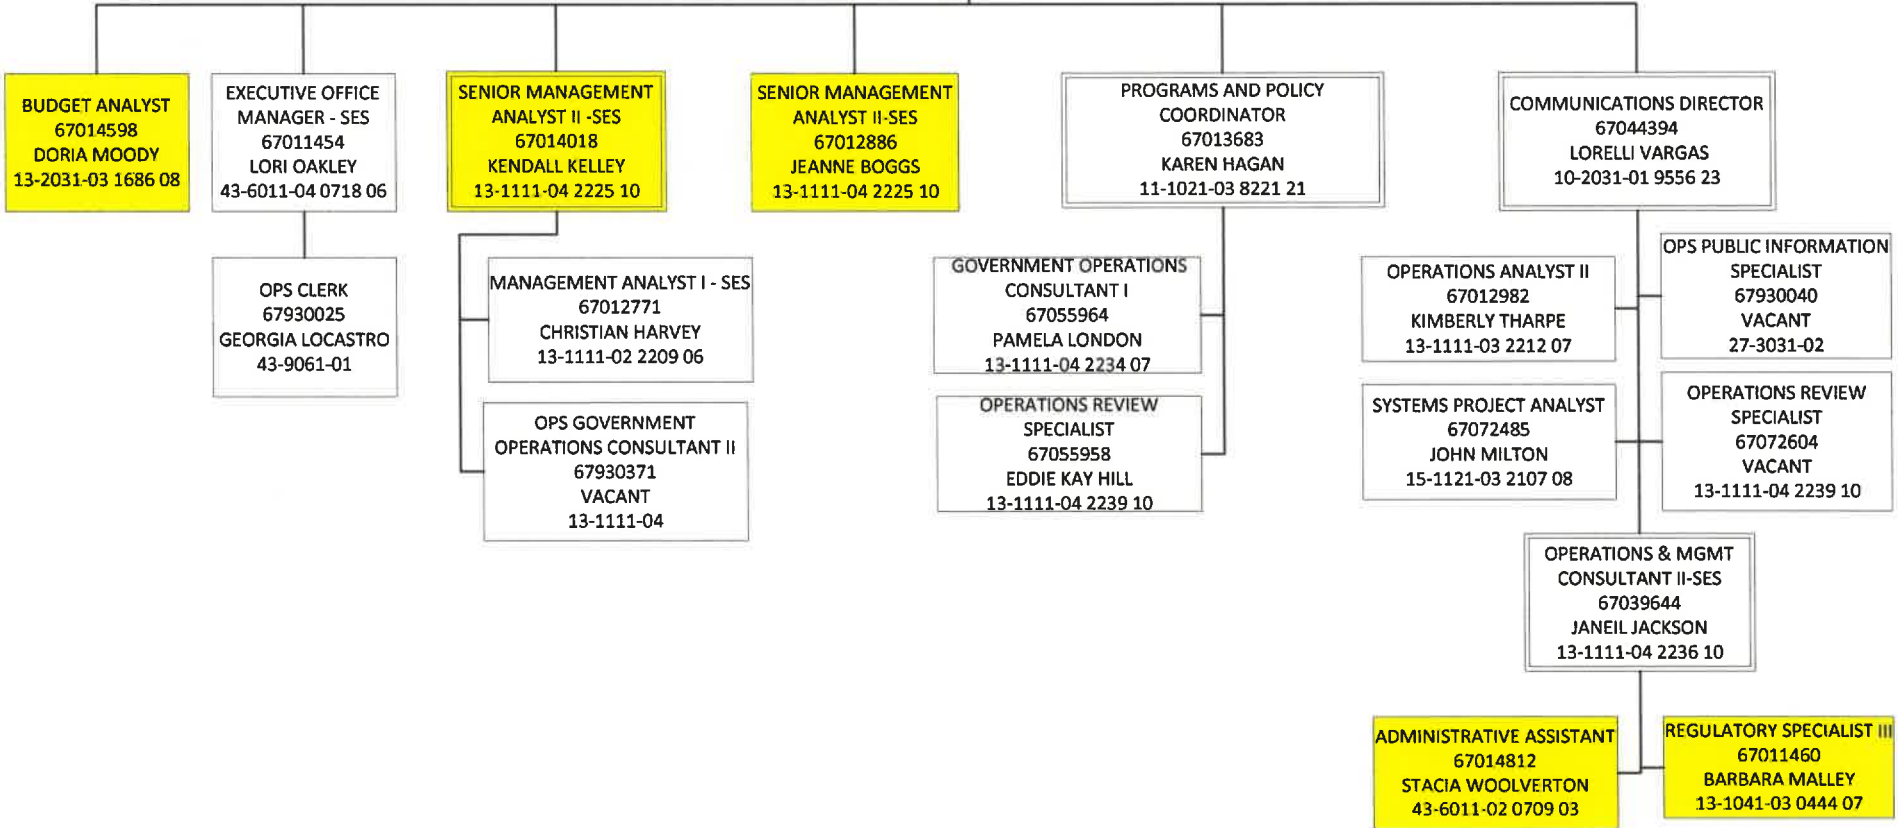 BUDGET ANALYST
67014598
DORIA MOODY
13-2031-03 1686 08
EXECUTIVE OFFICE
MANAGER - SES
67011454
LORI OAKLEY
43-6011-04 0718 06
SENIOR MANAGEMENT
ANALYST II -SES
67014018
KENDALL KELLEY
13-1111-04 2225 10
SENIOR MANAGEMENT
ANALYST II-SES
67012886
JEANNE BOGGS
13-1111-04 2225 10
PROGRAMS AND POLICY
COORDINATOR
67013683
KAREN HAGAN
11-1021-03 8221 21
COMMUNICATIONS DIRECTOR
67044394
LORELLI VARGAS
10-2031-01 9556 23
OPS CLERK
67930025
GEORGIA LOCASTRO
43-9061-01
MANAGEMENT ANALYST I - SES
67012771
CHRISTIAN HARVEY
13-1111-02 2209 06
OPS GOVERNMENT
OPERATIONS CONSULTANT II
67930371
VACANT
13-1111-04
GOVERNMENT OPERATIONS
CONSULTANT I
67055964
PAMELA LONDON
13-1111-04 2234 07
OPERATIONS REVIEW
SPECIALIST
67055958
EDDIE KAY HILL
13-1111-04 2239 10
OPERATIONS ANALYST II
67012982
KIMBERLY THARPE
13-1111-03 2212 07
OPS PUBLIC INFORMATION
SPECIALIST
67930040
VACANT
27-3031-02
SYSTEMS PROJECT ANALYST
67072485
JOHN MILTON
15-1121-03 2107 08
OPERATIONS REVIEW
SPECIALIST
67072604
VACANT
13-1111-04 2239 10
OPERATIONS & MGMT
CONSULTANT II-SES
67039644
JANEIL JACKSON
13-1111-04 2236 10
ADMINISTRATIVE ASSISTANT
67014812
STACIA WOOLVERTON
43-6011-02 0709 03
REGULATORY SPECIALIST III
67011460
BARBARA MALLEY
13-1041-03 0444 07